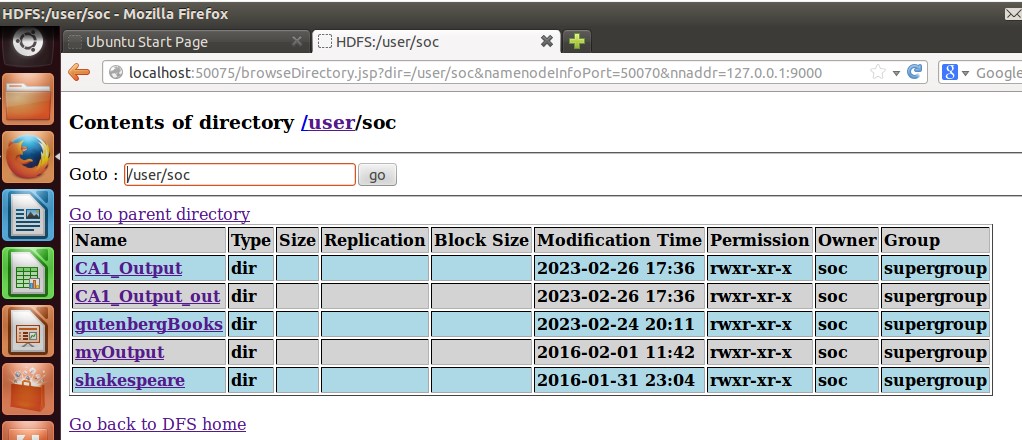 HDFS:/user/soc - Mozilla Firefox
Ubuntu Start Page HDFS:/user/soc
localhost:50075/browseDirectory.jsp?dir=/user/soc&namenodeInfoPort=50070&nnaddr=127.0.0.1:9000 Google
Contents of directory /user/soc
Goto : /user/soc go
Go to parent directory
Name Type Size Replication Block Size Modification Time Permission Owner Group
CA1_Output dir 2023-02-26 17:36 rwxr-xr-x soc supergroup
CA1_Output_out dir 2023-02-26 17:36 rwxr-xr-x soc supergroup
gutenbergBooks dir 2023-02-24 20:11 rwxr-xr-x soc supergroup
myOutput dir 2016-02-01 11:42 rwxr-xr-x soc supergroup
shakespeare dir 2016-01-31 23:04 rwxr-xr-x soc supergroup
Go back to DFS home